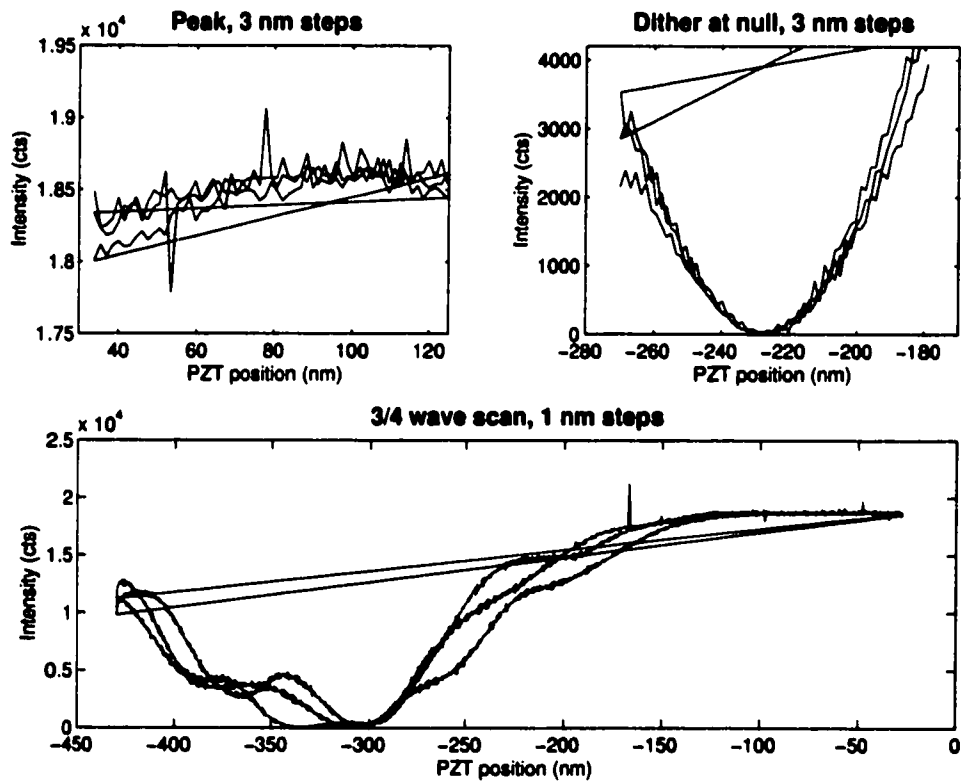 Peak, 3 nm steps
x 10^4
1.95
1.9
1.85
1.8
1.75
Intensity (cts)
40 60 80 100 120
PZT position (nm)
Dither at null, 3 nm steps
4000
3000
2000
1000
0
Intensity (cts)
−280 −260 −240 −220 −200 −180
PZT position (nm)
3/4 wave scan, 1 nm steps
x 10^4
2.5
2
1.5
1
0.5
0
Intensity (cts)
−450 −400 −350 −300 −250 −200 −150 −100 −50 0
PZT position (nm)